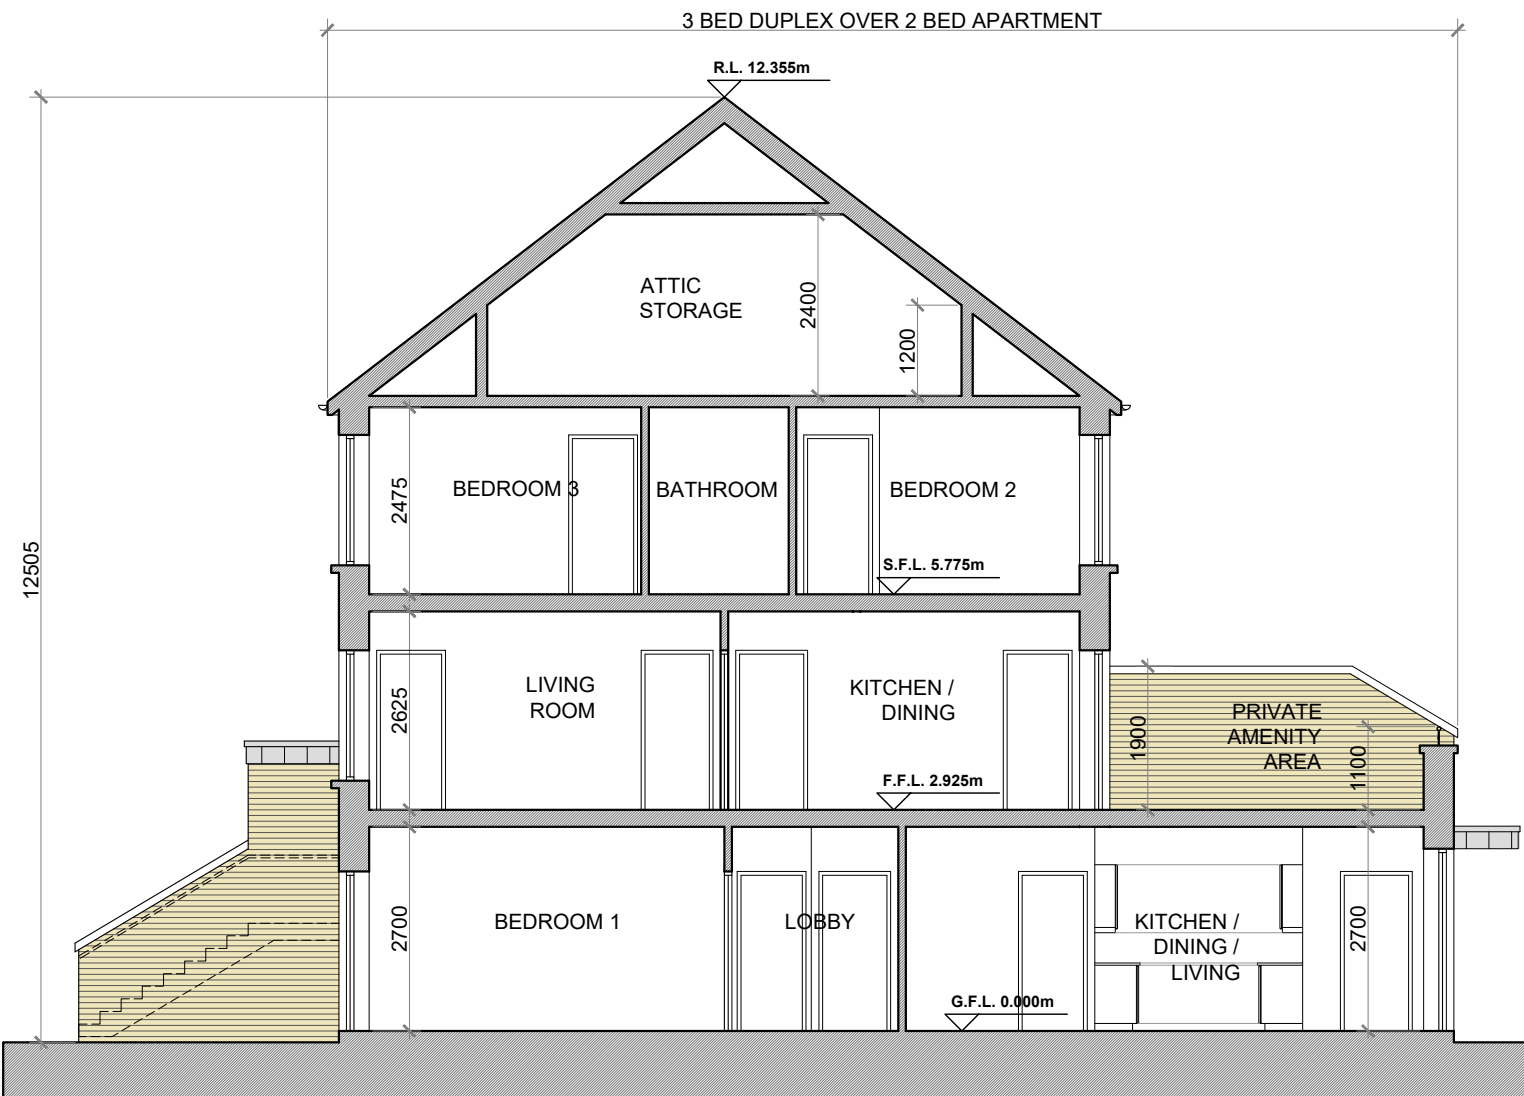 3 BED DUPLEX OVER 2 BED APARTMENT
R.L. 12.355m
12505
ATTIC
STORAGE
2400
1200
2475
BEDROOM 3
BATHROOM
BEDROOM 2
S.F.L. 5.775m
2625
LIVING
ROOM
KITCHEN /
DINING
F.F.L. 2.925m
1900
PRIVATE
AMENITY
AREA
1100
2700
BEDROOM 1
LOBBY
G.F.L. 0.000m
KITCHEN /
DINING /
LIVING
2700